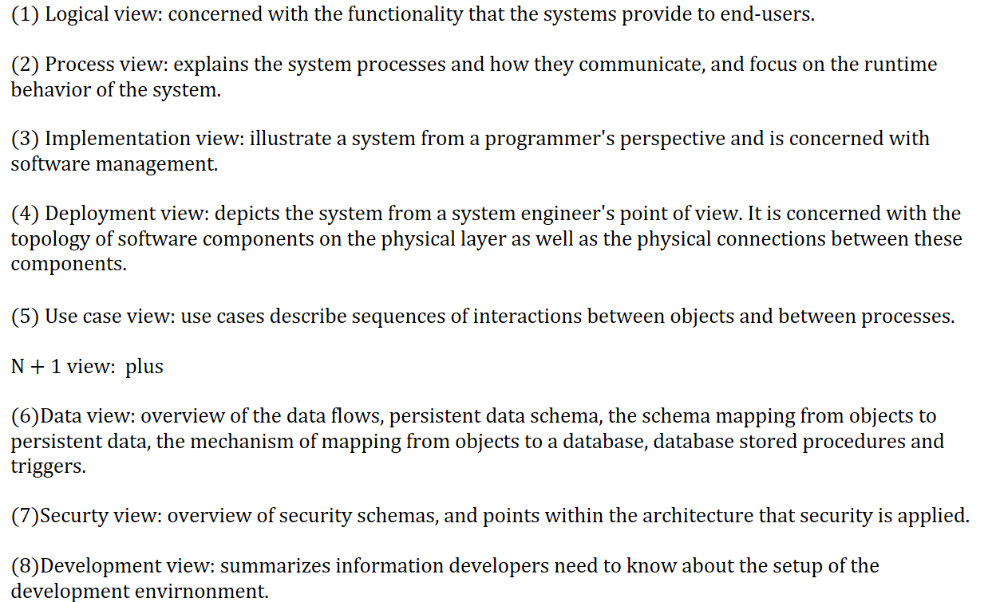 (1) Logical view: concerned with the functionality that the systems provide to end-users.
(2) Process view: explains the system processes and how they communicate, and focus on the runtime
behavior of the system.
(3) Implementation view: illustrate a system from a programmer's perspective and is concerned with
software management.
(4) Deployment view: depicts the system from a system engineer's point of view. It is concerned with the
topology of software components on the physical layer as well as the physical connections between these
components.
(5) Use case view: use cases describe sequences of interactions between objects and between processes.
N + 1 view:  plus
(6)Data view: overview of the data flows, persistent data schema, the schema mapping from objects to
persistent data, the mechanism of mapping from objects to a database, database stored procedures and
triggers.
(7)Securty view: overview of security schemas, and points within the architecture that security is applied.
(8)Development view: summarizes information developers need to know about the setup of the
development envirnonment.